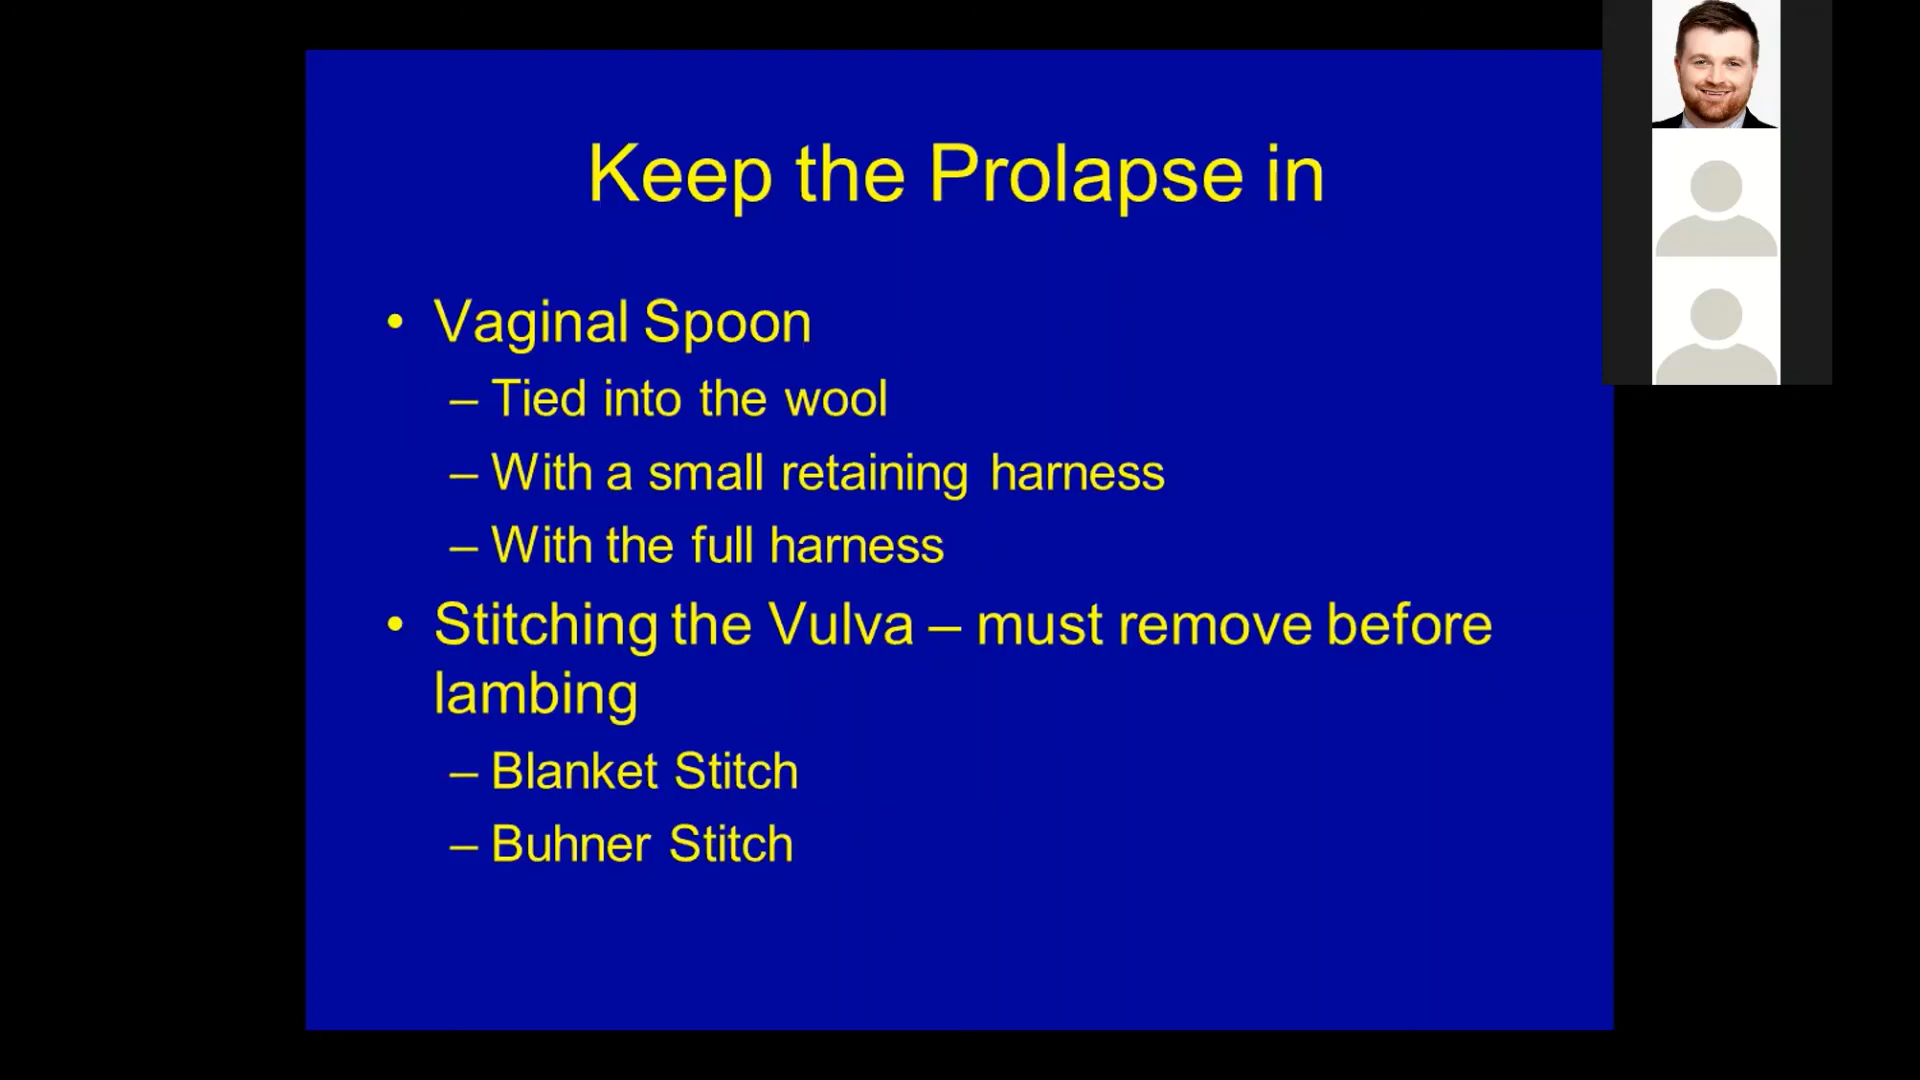 Keep the Prolapse in
• Vaginal Spoon
– Tied into the wool
– With a small retaining harness
– With the full harness
• Stitching the Vulva – must remove before
lambing
– Blanket Stitch
– Buhner Stitch